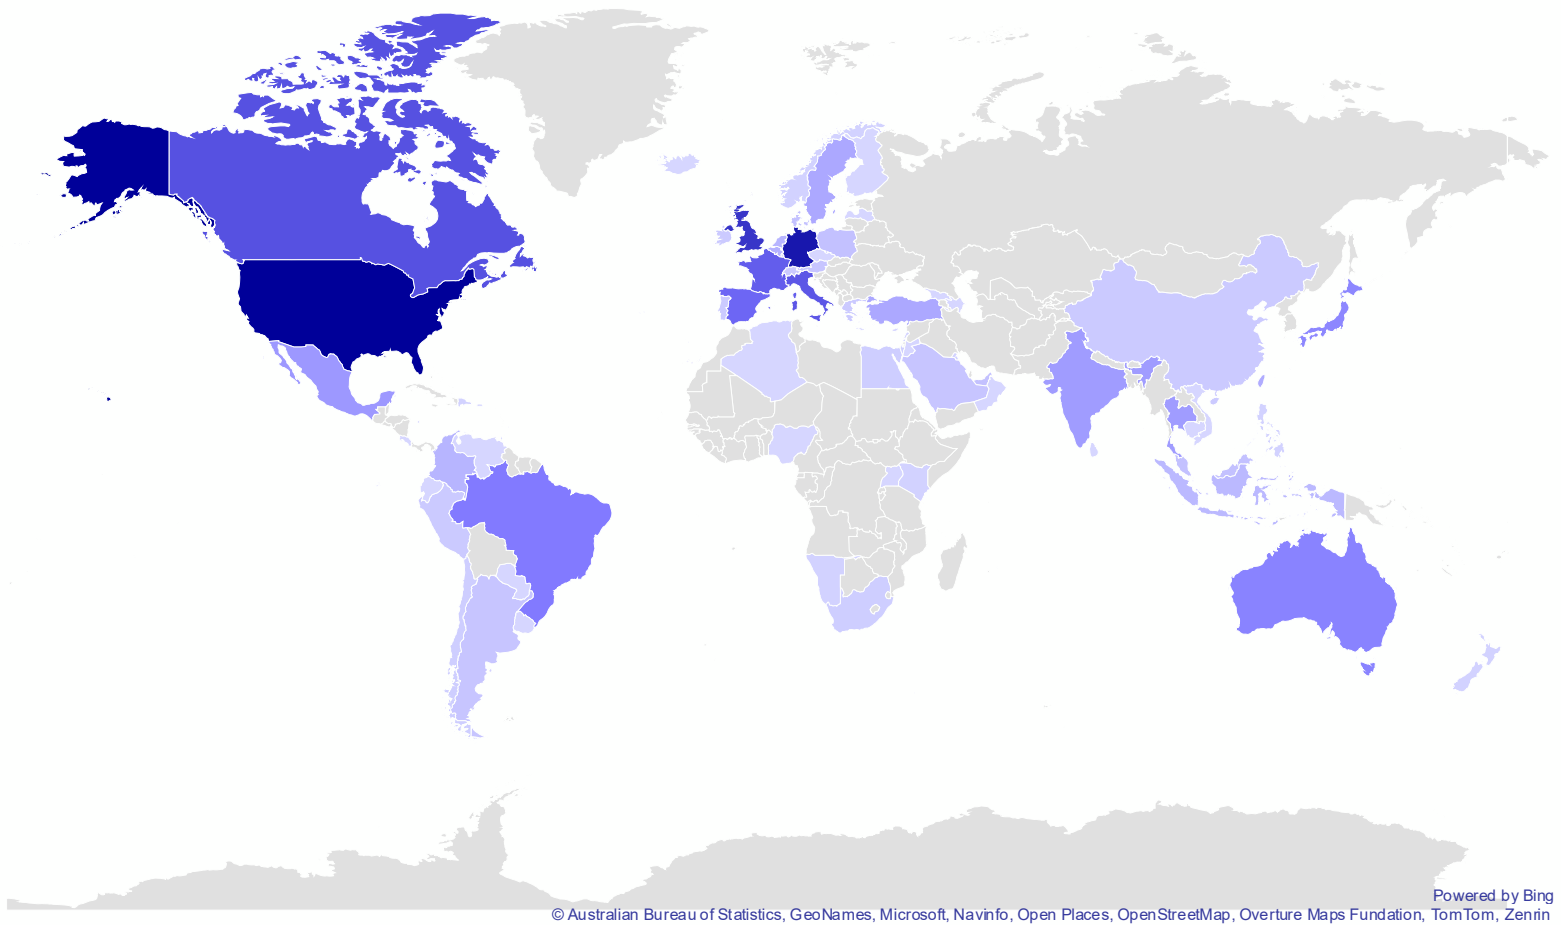 Powered by Bing
© Australian Bureau of Statistics, GeoNames, Microsoft, Navinfo, Open Places, OpenStreetMap, Overture Maps Fundation, TomTom, Zenrin